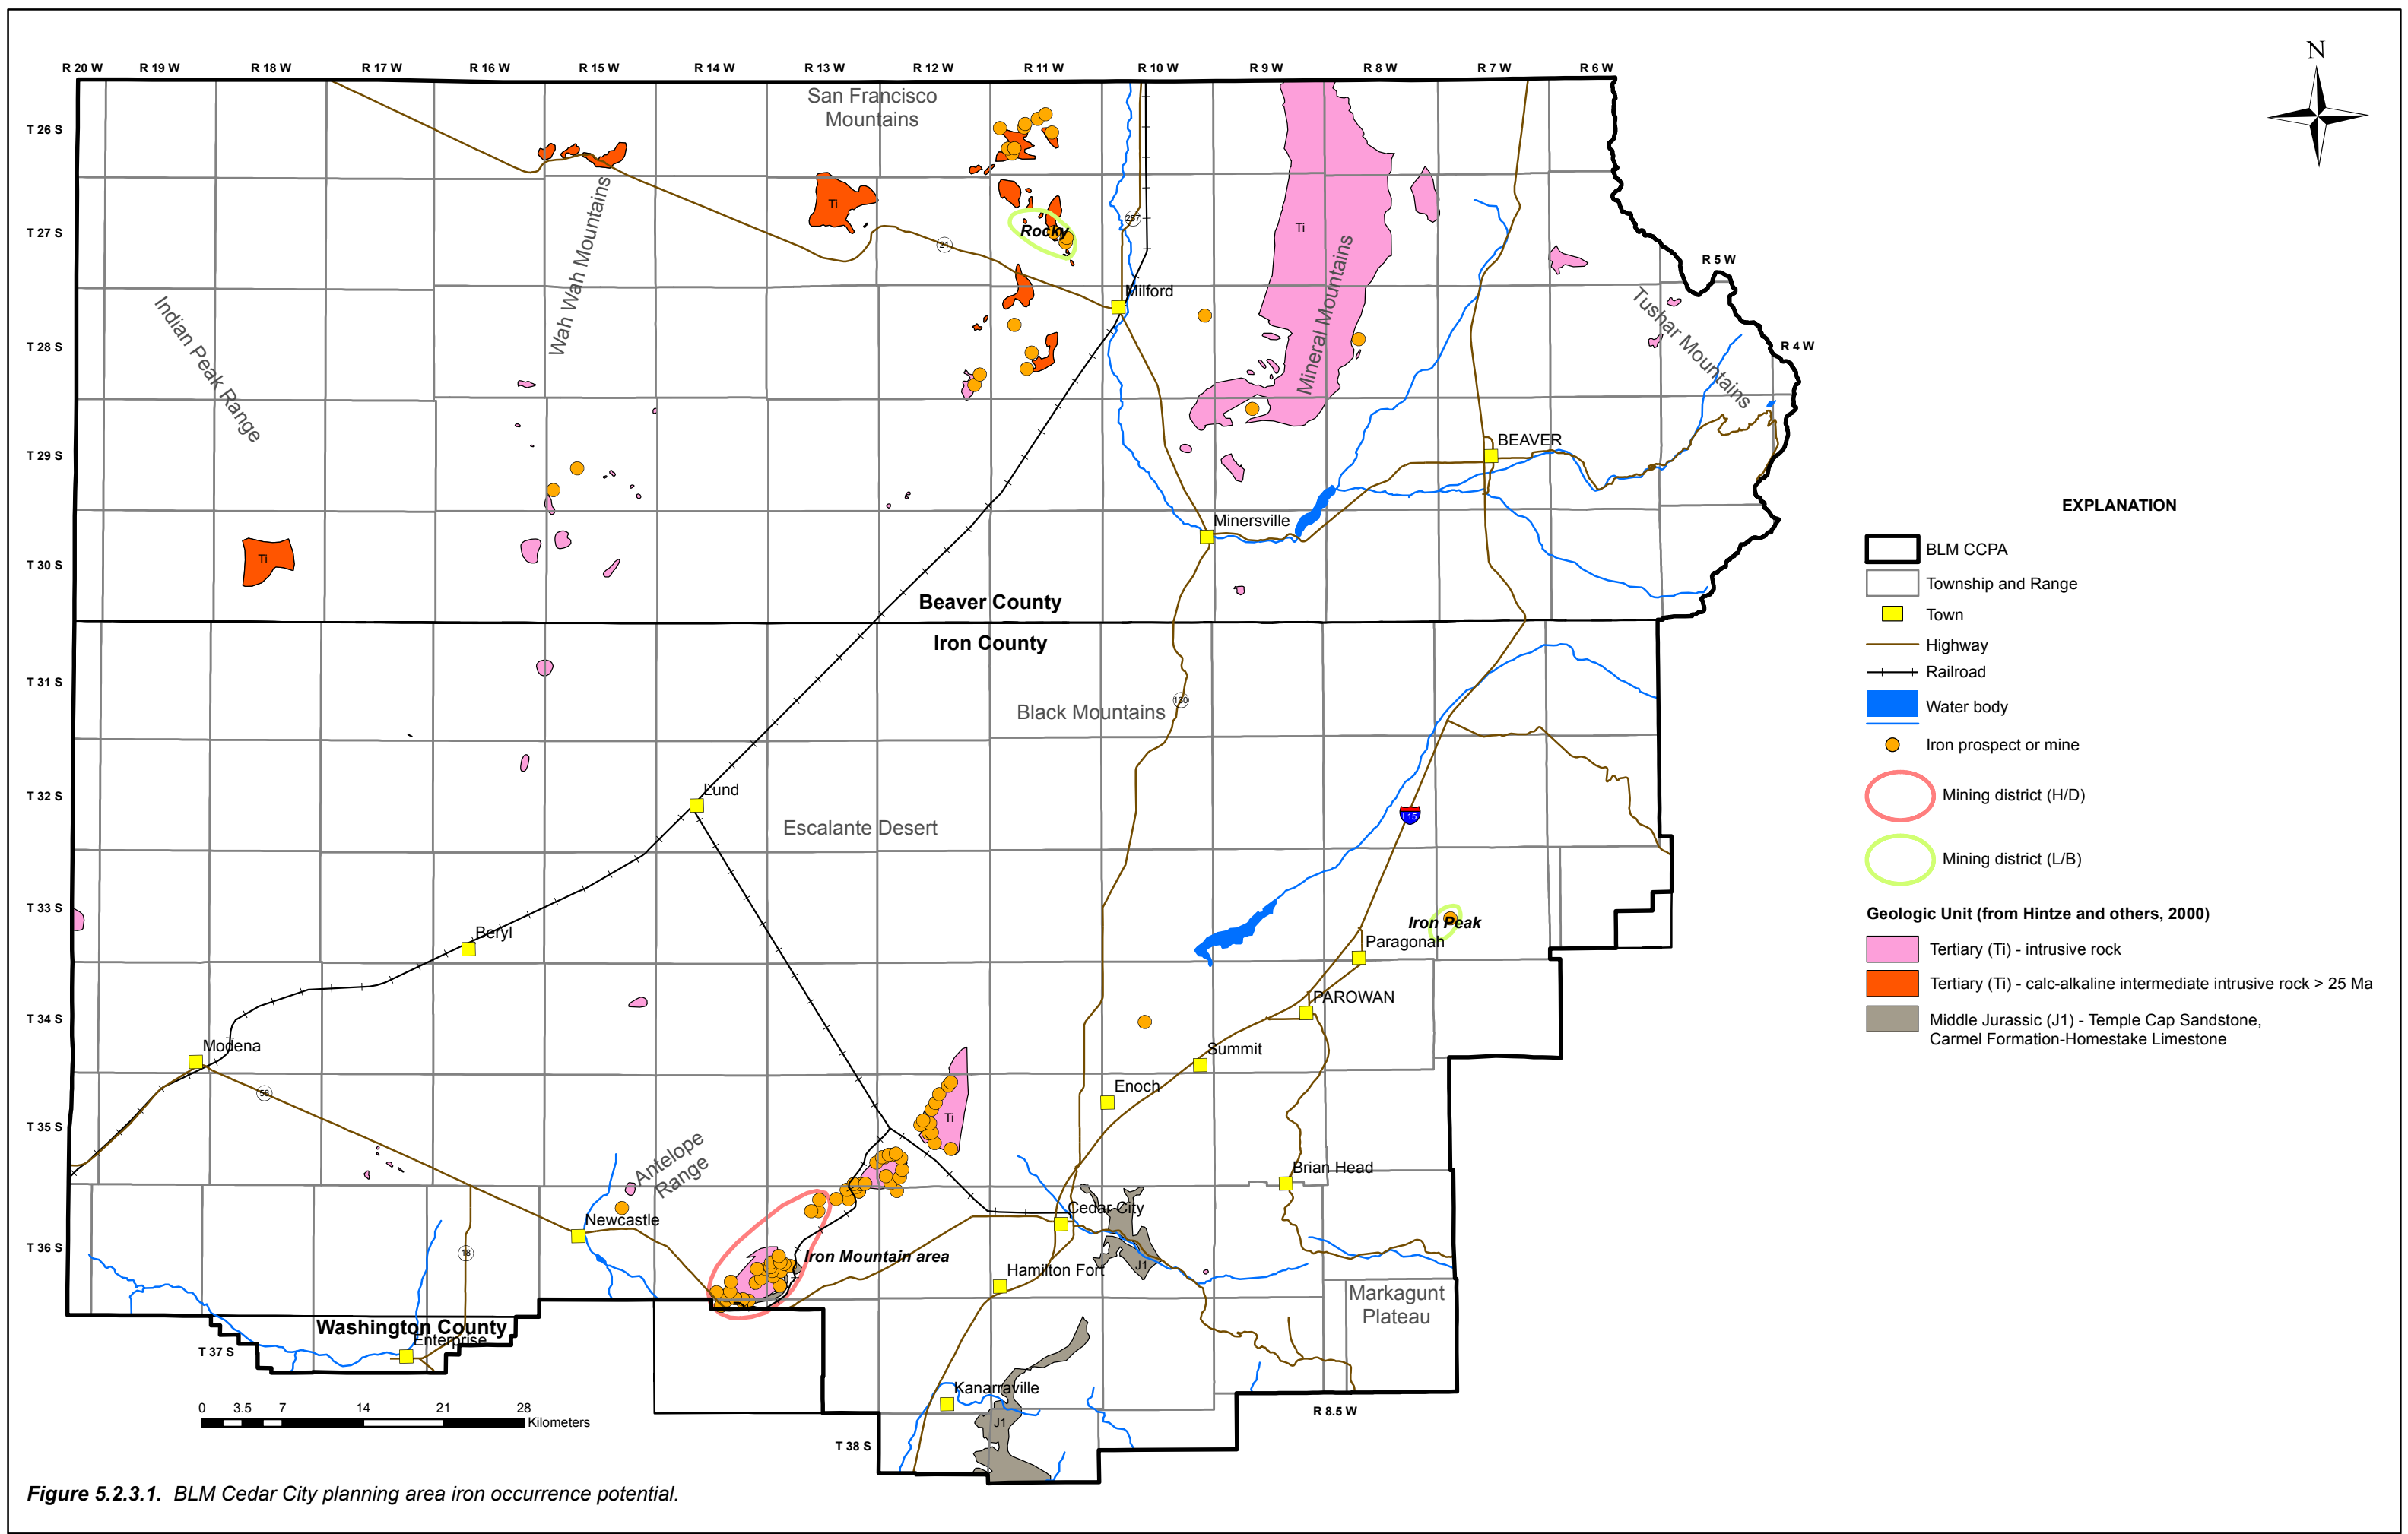 N
R 20 W R 19 W R 18 W R 17 W R 16 W R 15 W R 14 W R 13 W R 12 W R 11 W R 10 W R 9 W R 8 W R 7 W R 6 W
San Francisco
Mountains
T 26 S
Ti
T 27 S
Rocky
257
21
Ti
R 5 W
Wah Wah Mountains
Milford
Mineral Mountains
Tushar Mountains
Indian Peak Range
T 28 S
R 4 W
BEAVER
T 29 S
Minersville
Ti
T 30 S
Beaver County
Iron County
T 31 S
130
Black Mountains
T 32 S
Lund
Escalante Desert
I 15
T 33 S
Iron Peak
Beryl
Paragonah
PAROWAN
T 34 S
Modena
Summit
56
Enoch
Ti
T 35 S
Antelope
Range
Brian Head
Newcastle
Cedar City
T 36 S
18
Iron Mountain area
J1
Hamilton Fort
Markagunt
Plateau
Washington County
Enterprise
T 37 S
Kanarraville
J1
R 8.5 W
T 38 S
0 3.5 7 14 21 28
Kilometers
EXPLANATION
BLM CCPA
Township and Range
Town
Highway
Railroad
Water body
Iron prospect or mine
Mining district (H/D)
Mining district (L/B)
Geologic Unit (from Hintze and others, 2000)
Tertiary (Ti) - intrusive rock
Tertiary (Ti) - calc-alkaline intermediate intrusive rock > 25 Ma
Middle Jurassic (J1) - Temple Cap Sandstone,
Carmel Formation-Homestake Limestone
Figure 5.2.3.1. BLM Cedar City planning area iron occurrence potential.